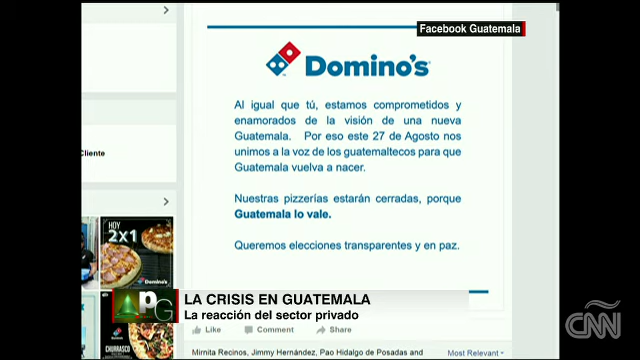 Facebook Guatemala
Domino's
Al igual que tú, estamos comprometidos y
enamorados de la visión de una nueva
Guatemala. Por eso este 27 de Agosto nos
unimos a la voz de los guatemaltecos para que
Guatemala vuelva a nacer.
Nuestras pizzerías estarán cerradas, porque
Guatemala lo vale.
Queremos elecciones transparentes y en paz.
Cliente
HOY
2x1
Domino's
CHURRASCO
PG
LA CRISIS EN GUATEMALA
La reacción del sector privado
Like Comment Share
Mirnita Recinos, Jimmy Hernández, Pao Hidalgo de Posadas and
Most Relevant
CNN